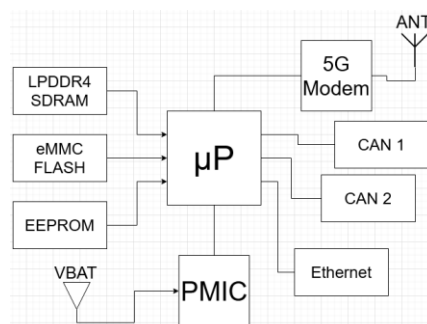 ANT
5G
Modem
LPDDR4
SDRAM
eMMC
FLASH
EEPROM
µP
CAN 1
CAN 2
Ethernet
VBAT
PMIC